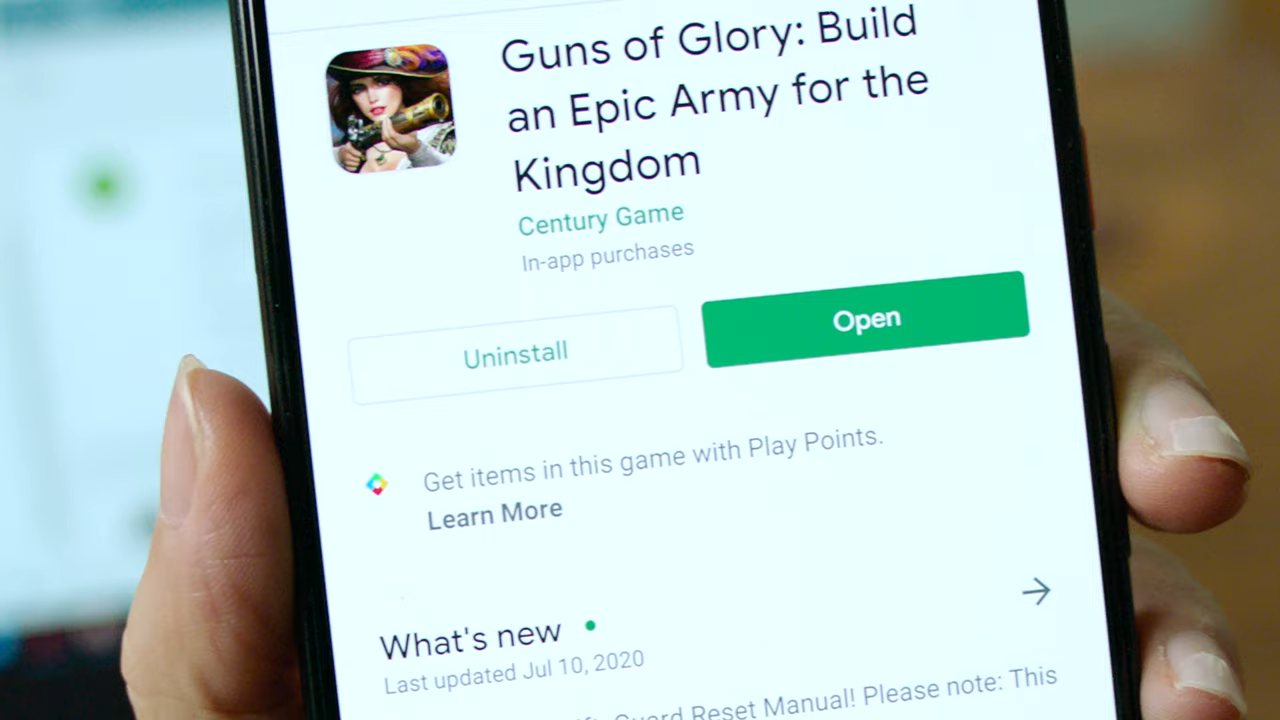 Guns of Glory: Build
an Epic Army for the
Kingdom
Century Game
In-app purchases
Uninstall
Open
Get items in this game with Play Points.
Learn More
What's new
Last updated Jul 10, 2020
Guard Reset Manual! Please note: This